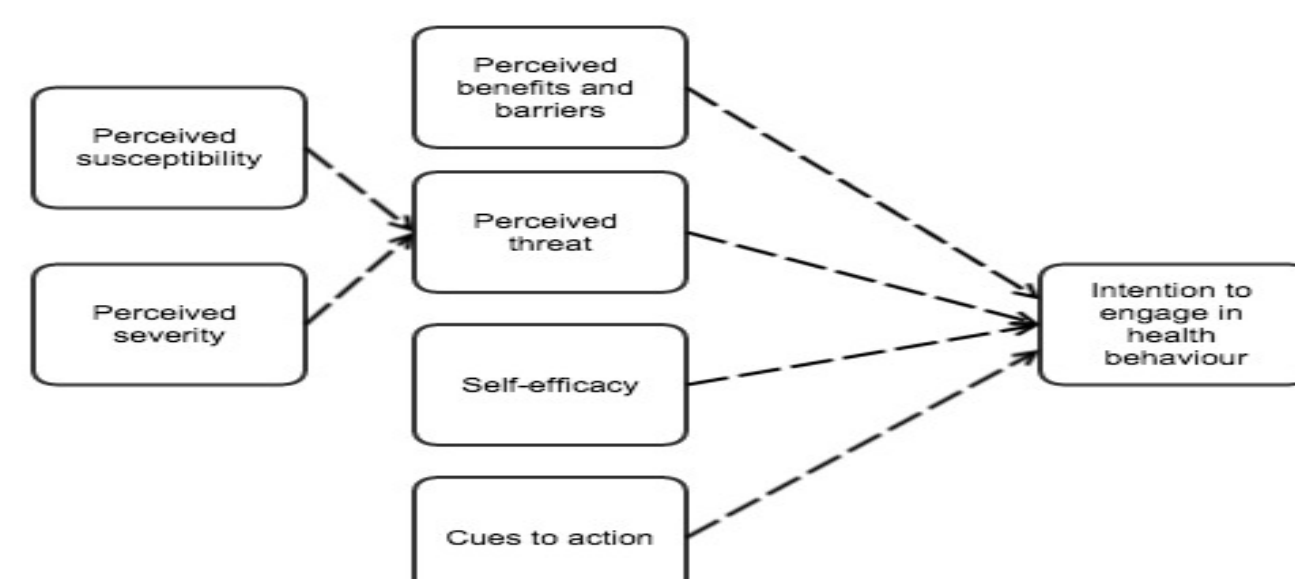 Perceived
benefits and
barriers
Perceived
susceptibility
Perceived
threat
Perceived
severity
Intention to
engage in
health
behaviour
Self-efficacy
Cues to action